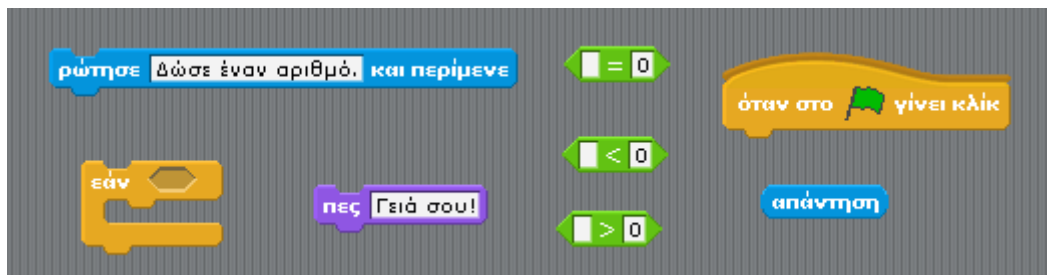 ρώτησε Δώσε έναν αριθμό. και περίμενε
= 0
όταν στο γίνει κλίκ
< 0
εάν
πες Γειά σου!
απάντηση
> 0